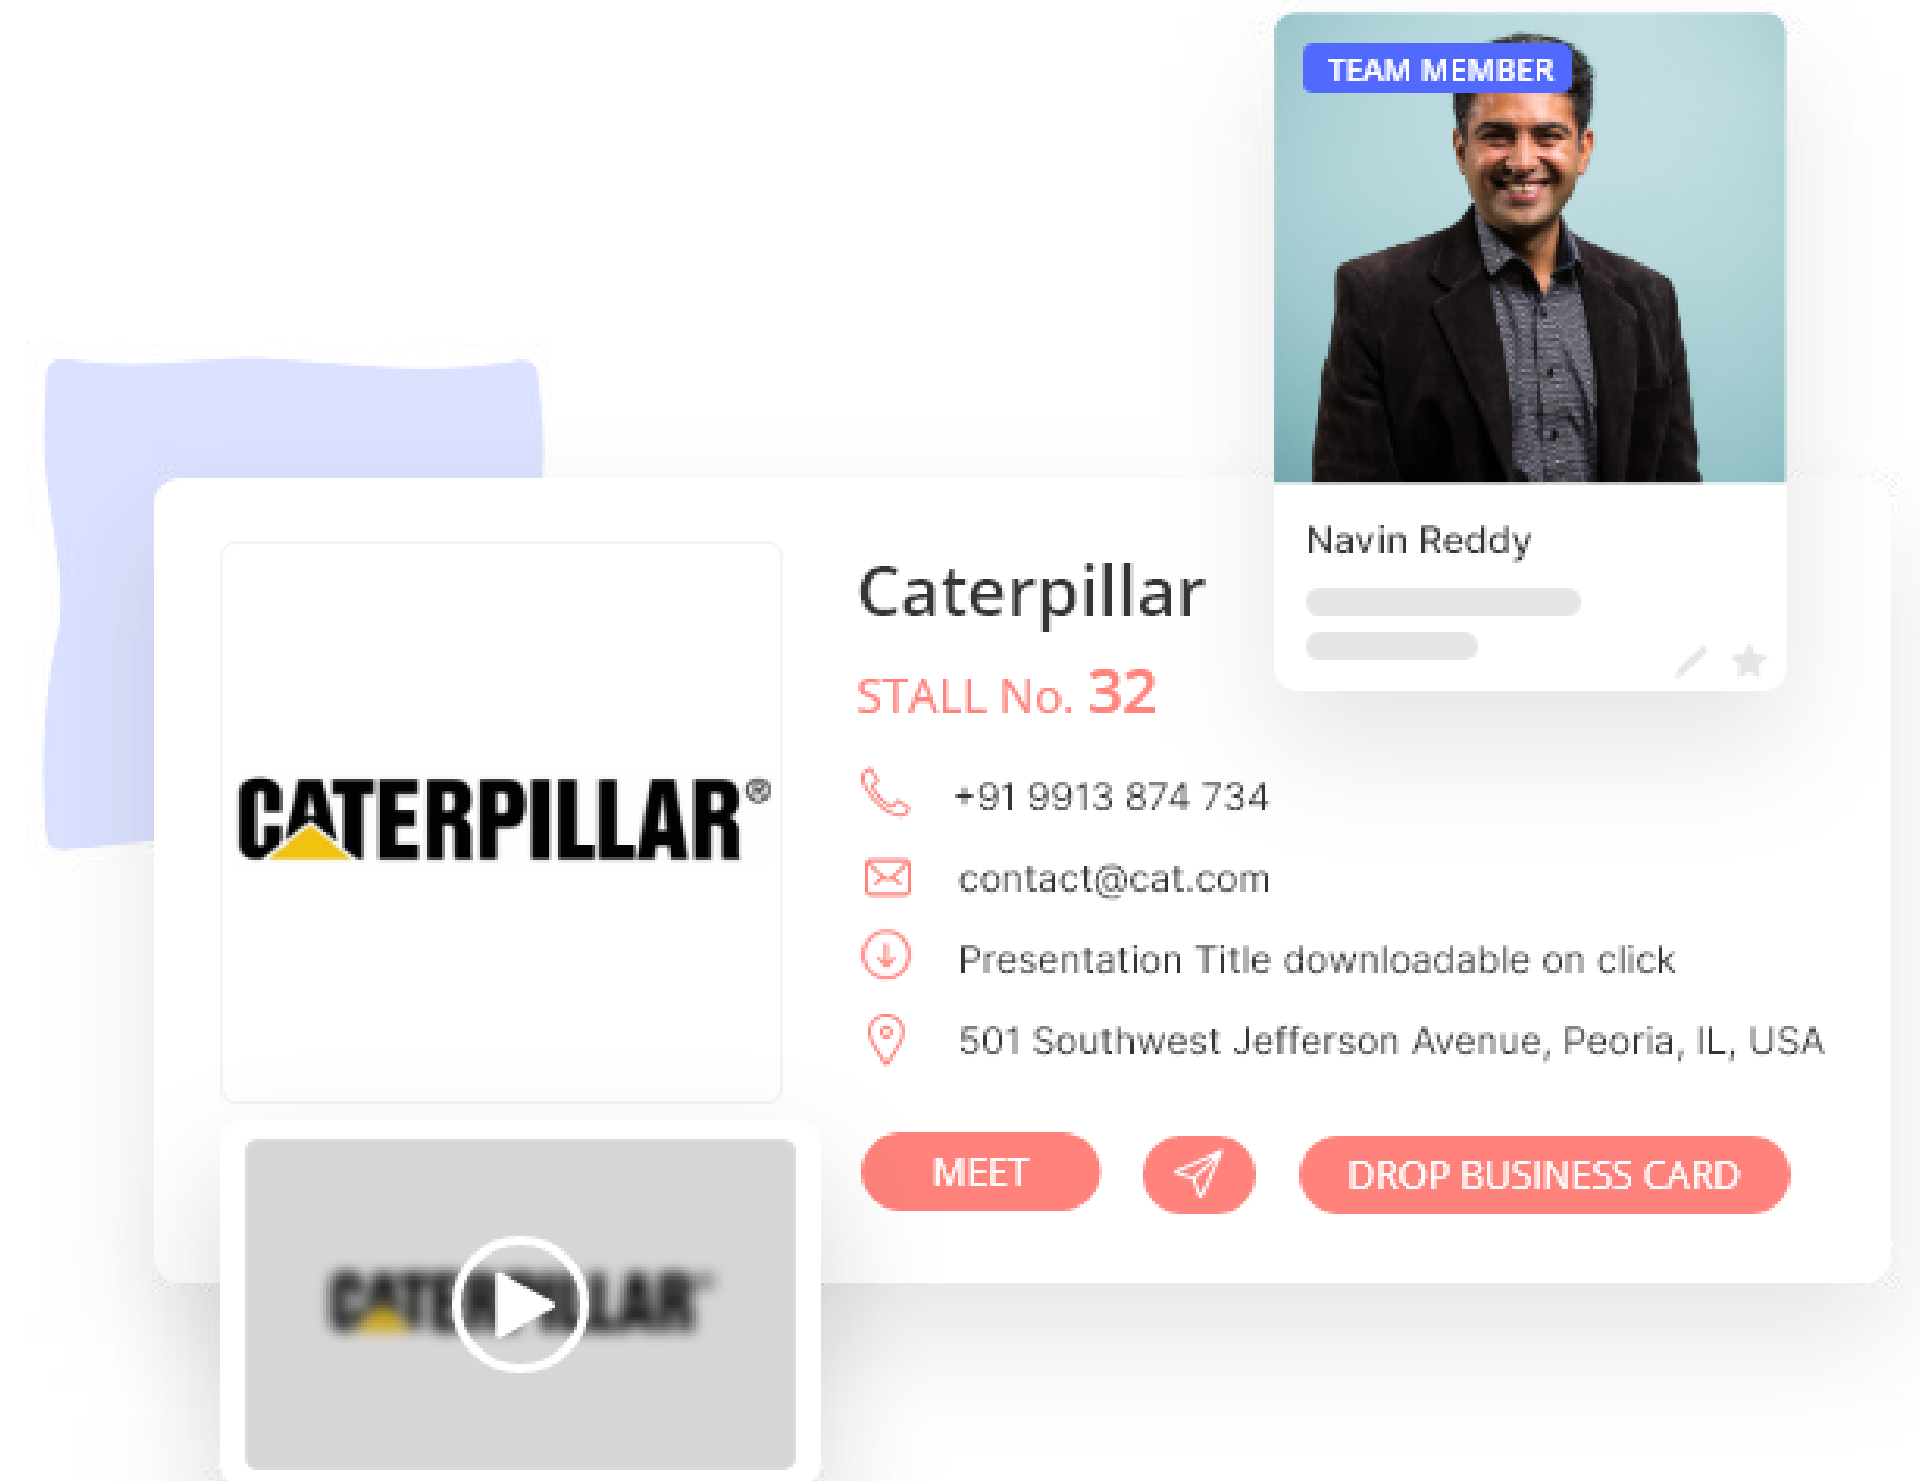 TEAM MEMBER
Navin Reddy
CATERPILLAR®
Caterpillar
STALL No. 32
+91 9913 874 734
contact@cat.com
Presentation Title downloadable on click
501 Southwest Jefferson Avenue, Peoria, IL, USA
MEET
DROP BUSINESS CARD
CATERPILLAR